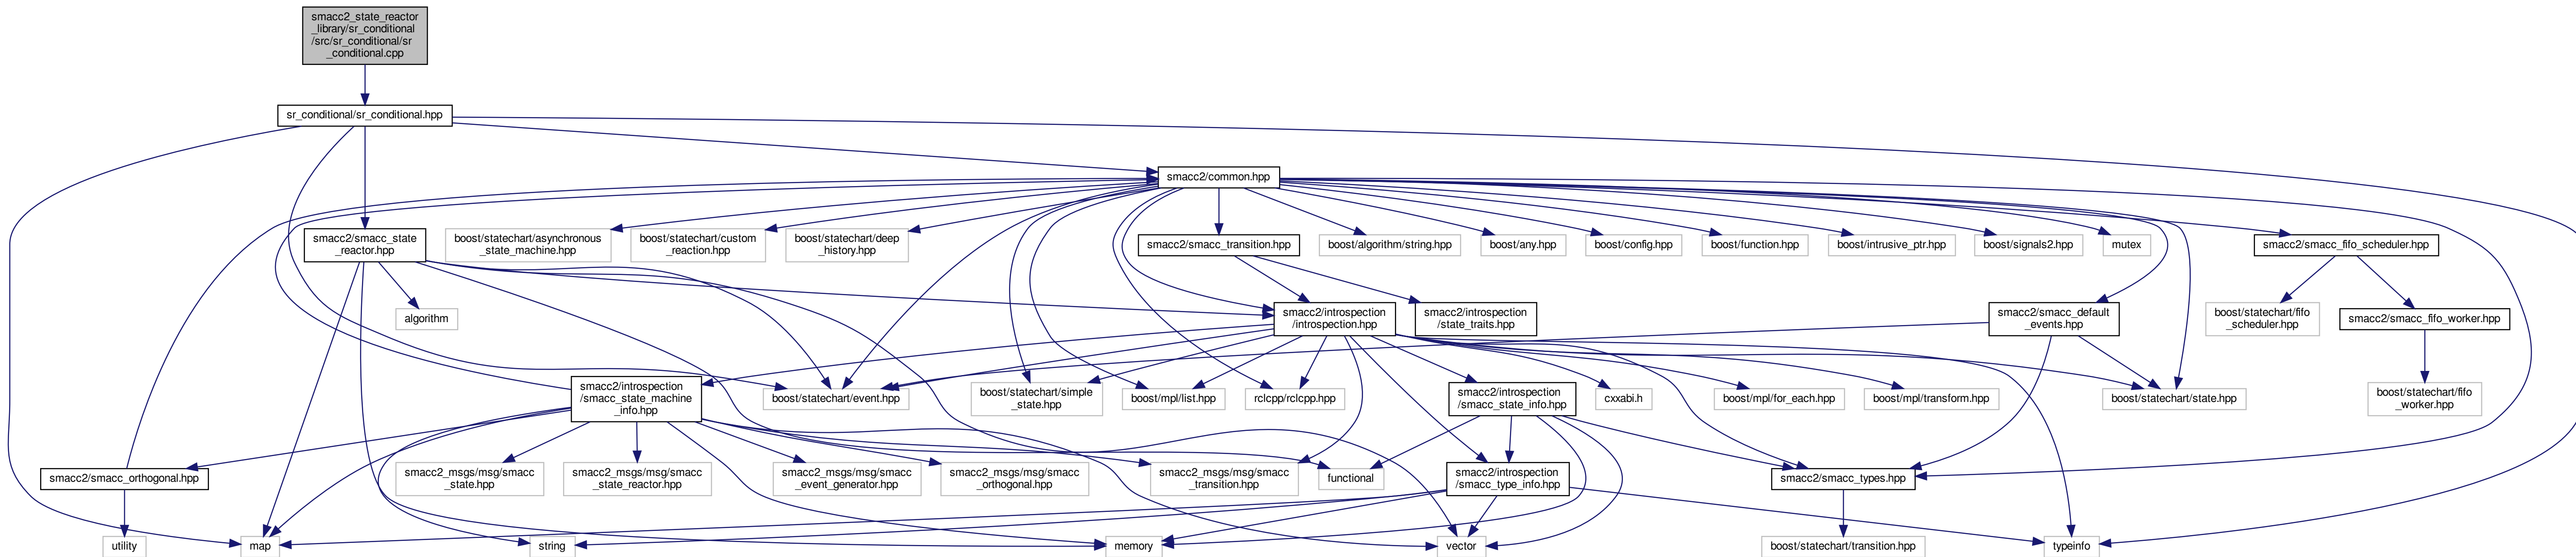 smacc2_state_reactor
_library/sr_conditional
/src/sr_conditional/sr
_conditional.cpp
sr_conditional/sr_conditional.hpp
smacc2/common.hpp
smacc2/smacc_state
_reactor.hpp
boost/statechart/asynchronous
_state_machine.hpp
boost/statechart/custom
_reaction.hpp
boost/statechart/deep
_history.hpp
smacc2/smacc_transition.hpp
boost/algorithm/string.hpp
boost/any.hpp
boost/config.hpp
boost/function.hpp
boost/intrusive_ptr.hpp
boost/signals2.hpp
mutex
smacc2/smacc_fifo_scheduler.hpp
algorithm
smacc2/introspection
/introspection.hpp
smacc2/introspection
/state_traits.hpp
smacc2/smacc_default
_events.hpp
boost/statechart/fifo
_scheduler.hpp
smacc2/smacc_fifo_worker.hpp
smacc2/introspection
/smacc_state_machine
_info.hpp
boost/statechart/event.hpp
boost/statechart/simple
_state.hpp
boost/mpl/list.hpp
rclcpp/rclcpp.hpp
smacc2/introspection
/smacc_state_info.hpp
cxxabi.h
boost/mpl/for_each.hpp
boost/mpl/transform.hpp
boost/statechart/state.hpp
boost/statechart/fifo
_worker.hpp
smacc2/smacc_orthogonal.hpp
smacc2_msgs/msg/smacc
_state.hpp
smacc2_msgs/msg/smacc
_state_reactor.hpp
smacc2_msgs/msg/smacc
_event_generator.hpp
smacc2_msgs/msg/smacc
_orthogonal.hpp
smacc2_msgs/msg/smacc
_transition.hpp
functional
smacc2/introspection
/smacc_type_info.hpp
smacc2/smacc_types.hpp
utility
map
string
memory
vector
boost/statechart/transition.hpp
typeinfo